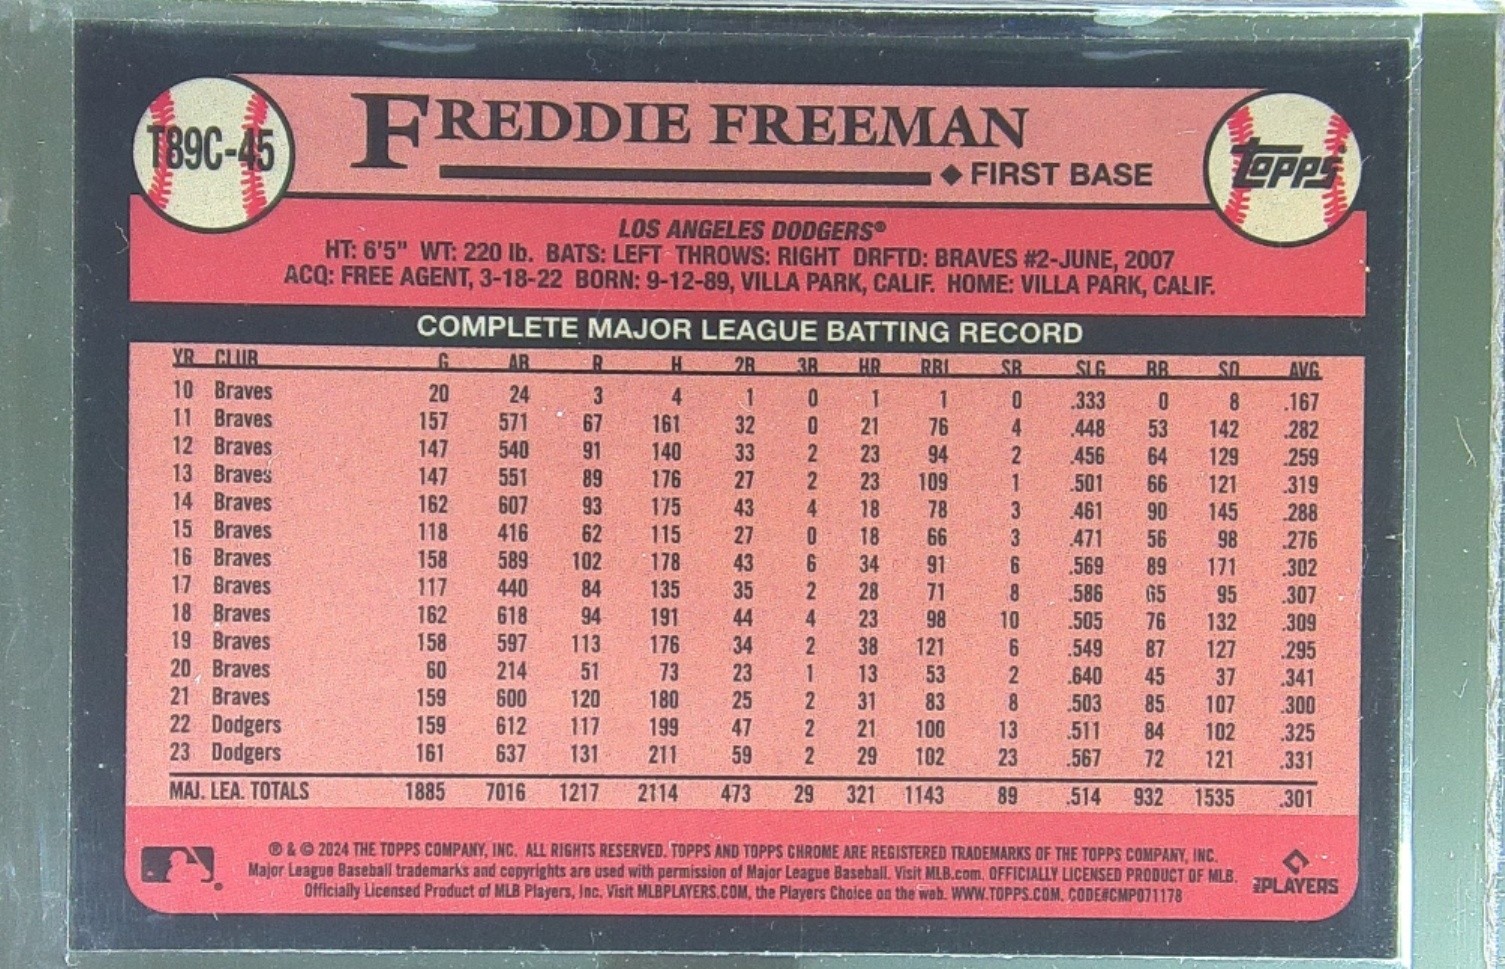 T89C-45
FREDDIE FREEMAN
FIRST BASE
topps
LOS ANGELES DODGERS®
HT: 6'5" WT: 220 lb. BATS: LEFT THROWS: RIGHT DRFTD: BRAVES #2-JUNE, 2007
ACQ: FREE AGENT, 3-18-22 BORN: 9-12-89, VILLA PARK, CALIF. HOME: VILLA PARK, CALIF.
COMPLETE MAJOR LEAGUE BATTING RECORD
YR CLUB G AB R H 2B 3B HR RBI SB SLG BB SO AVG
10 Braves 20 24 3 4 1 0 1 1 0 .333 0 8 .167
11 Braves 157 571 67 161 32 0 21 76 4 .448 53 142 .282
12 Braves 147 540 91 140 33 2 23 94 2 .456 64 129 .259
13 Braves 147 551 89 176 27 2 23 109 1 .501 66 121 .319
14 Braves 162 607 93 175 43 4 18 78 3 .461 90 145 .288
15 Braves 118 416 62 115 27 0 18 66 3 .471 56 98 .276
16 Braves 158 589 102 178 43 6 34 91 6 .569 89 171 .302
17 Braves 117 440 84 135 35 2 28 71 8 .586 65 95 .307
18 Braves 162 618 94 191 44 4 23 98 10 .505 76 132 .309
19 Braves 158 597 113 176 34 2 38 121 6 .549 87 127 .295
20 Braves 60 214 51 73 23 1 13 53 2 .640 45 37 .341
21 Braves 159 600 120 180 25 2 31 83 8 .503 85 107 .300
22 Dodgers 159 612 117 199 47 2 21 100 13 .511 84 102 .325
23 Dodgers 161 637 131 211 59 2 29 102 23 .567 72 121 .331
MAJ. LEA. TOTALS 1885 7016 1217 2114 473 29 321 1143 89 .514 932 1535 .301
® & © 2024 THE TOPPS COMPANY, INC. ALL RIGHTS RESERVED. TOPPS AND TOPPS CHROME ARE REGISTERED TRADEMARKS OF THE TOPPS COMPANY, INC.
Major League Baseball trademarks and copyrights are used with permission of Major League Baseball. Visit MLB.com. OFFICIALLY LICENSED PRODUCT OF MLB.
Officially Licensed Product of MLB Players, Inc. Visit MLBPLAYERS.COM, the Players Choice on the web. WWW.TOPPS.COM. CODE#CMP071178
MLB PLAYERS